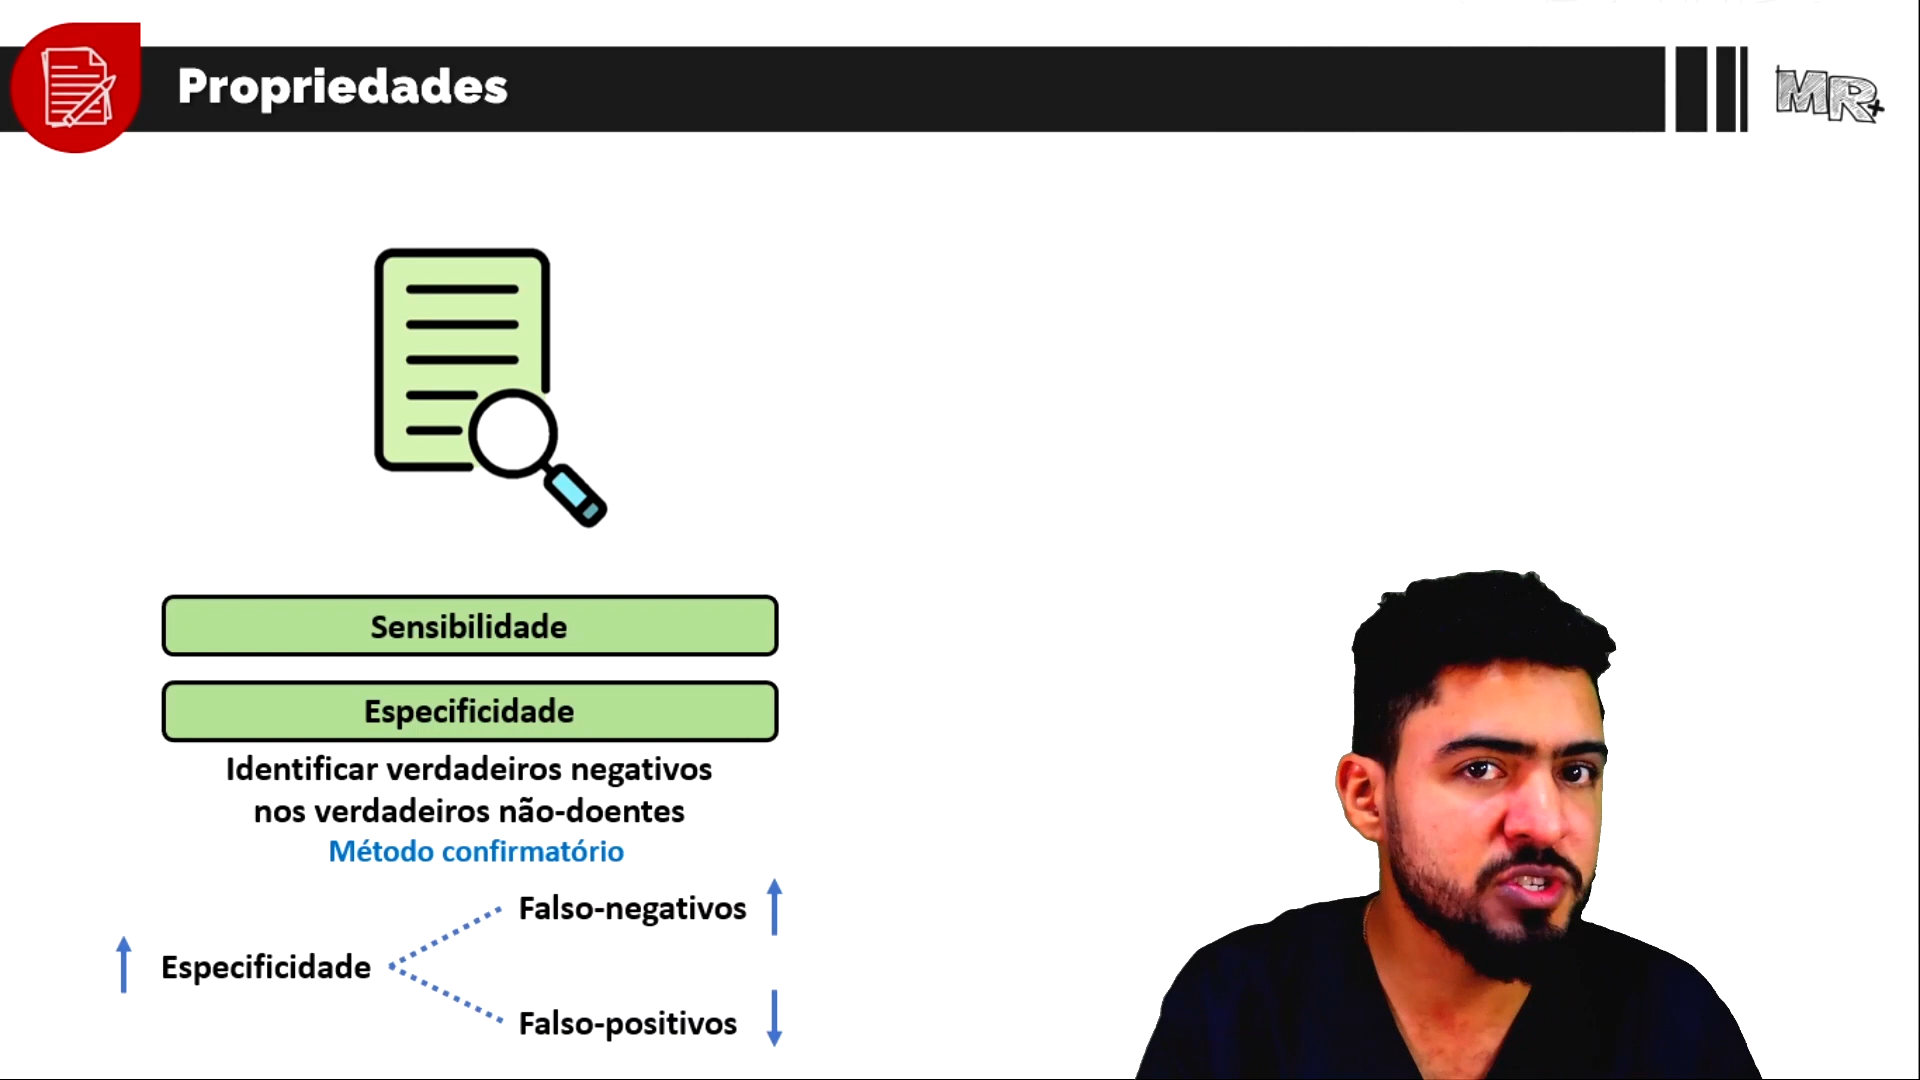 Propriedades
MR+
Sensibilidade
Especificidade
Identificar verdadeiros negativos
nos verdadeiros não-doentes
Método confirmatório
Falso-negativos
Especificidade
Falso-positivos